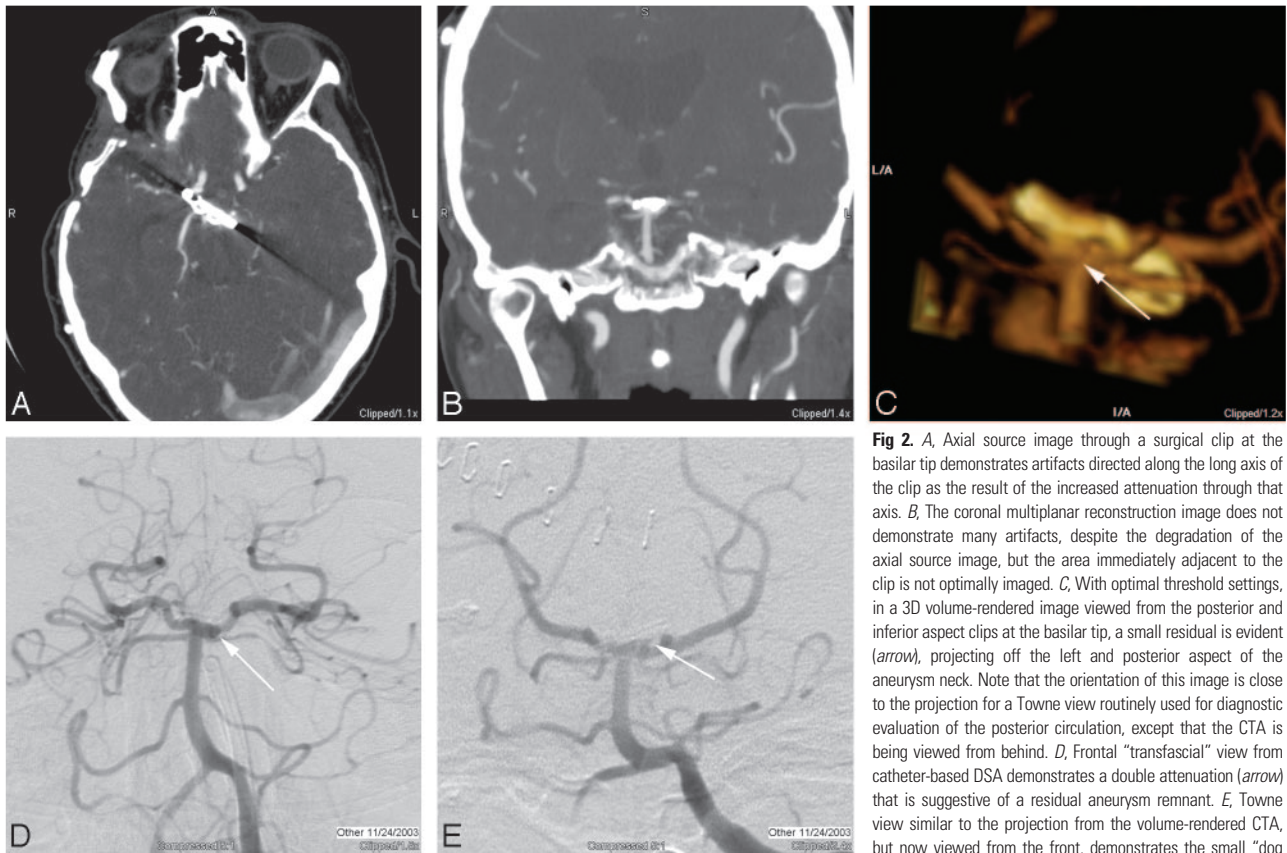 A
R
L
A
Clipped/1.1x
S
R
L
B
Clipped/1.4x
L/A
C
I/A
Clipped/1.2x
D
Other 11/24/2003
E
Other 11/24/2003
Fig 2. A, Axial source image through a surgical clip at the
basilar tip demonstrates artifacts directed along the long axis of
the clip as the result of the increased attenuation through that
axis. B, The coronal multiplanar reconstruction image does not
demonstrate many artifacts, despite the degradation of the
axial source image, but the area immediately adjacent to the
clip is not optimally imaged. C, With optimal threshold settings,
in a 3D volume-rendered image viewed from the posterior and
inferior aspect clips at the basilar tip, a small residual is evident
(arrow), projecting off the left and posterior aspect of the
aneurysm neck. Note that the orientation of this image is close
to the projection for a Towne view routinely used for diagnostic
evaluation of the posterior circulation, except that the CTA is
being viewed from behind. D, Frontal “transfascial” view from
catheter-based DSA demonstrates a double attenuation (arrow)
that is suggestive of a residual aneurysm remnant. E, Towne
view similar to the projection from the volume-rendered CTA,
but now viewed from the front, demonstrates the small “dog